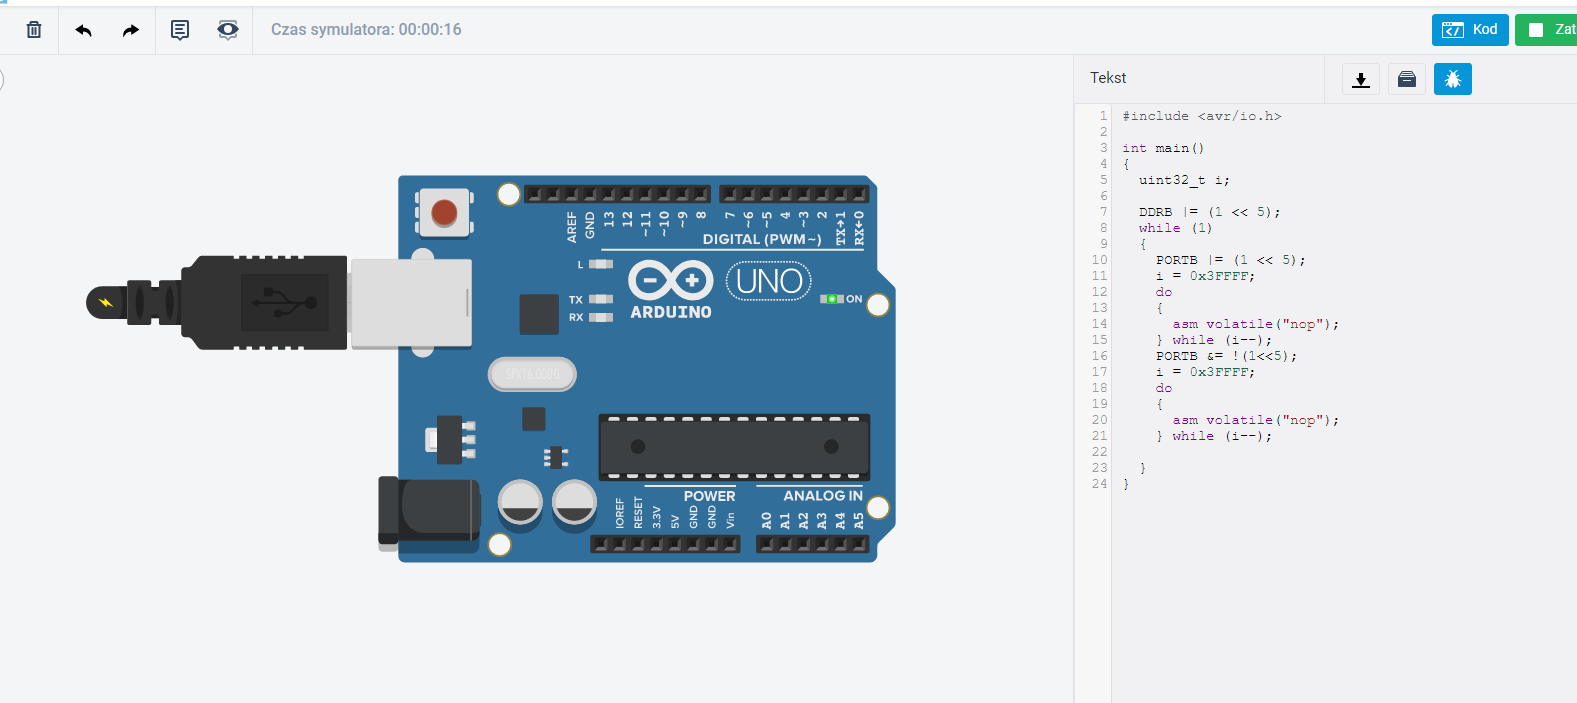 Czas symulatora: 00:00:16
Kod
Zat
Tekst
AREF
GND
13
12
~11
~10
~9
8
7
~6
~5
4
~3
2
TX→1
RX←0
DIGITAL (PWM~)
L
TX
RX
ARDUINO
UNO
ON
SPK16.000G
POWER
ANALOG IN
IOREF
RESET
3.3V
5V
GND
GND
Vin
A0
A1
A2
A3
A4
A5
1 #include <avr/io.h>
2
3 int main()
4 {
5 uint32_t i;
6
7 DDRB |= (1 << 5);
8 while (1)
9 {
10 PORTB |= (1 << 5);
11 i = 0x3FFFF;
12 do
13 {
14 asm volatile("nop");
15 } while (i--);
16 PORTB &= !(1<<5);
17 i = 0x3FFFF;
18 do
19 {
20 asm volatile("nop");
21 } while (i--);
22
23 }
24 }